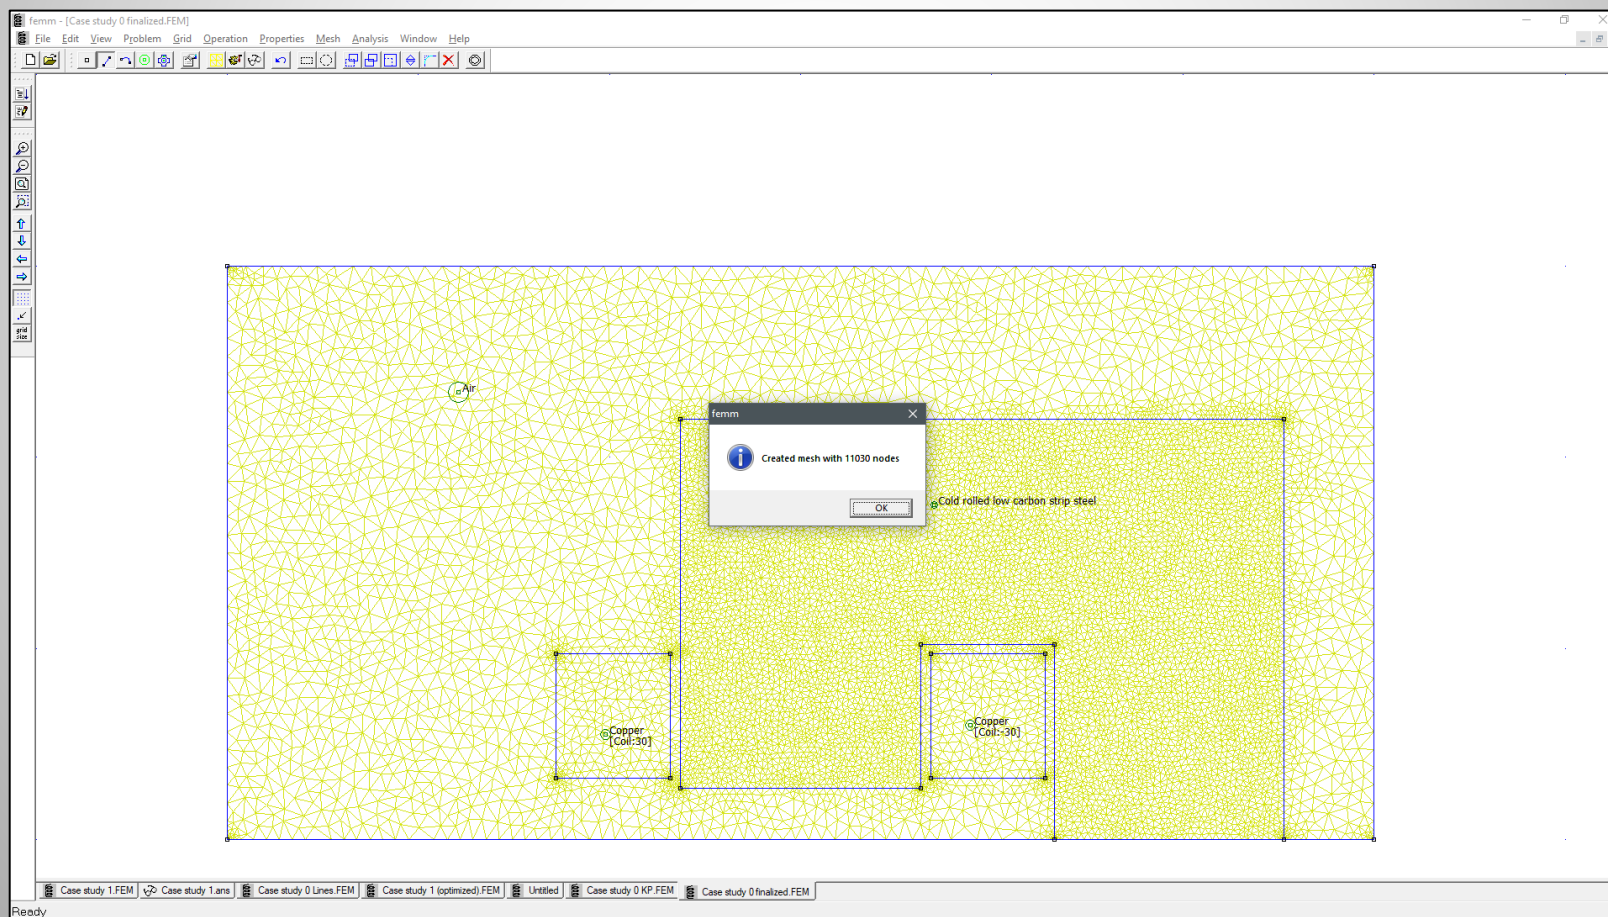 femm - [Case study 0 finalized.FEM]
File Edit View Problem Grid Operation Properties Mesh Analysis Window Help
grid
size
Air
femm
Created mesh with 11030 nodes
OK
Cold rolled low carbon strip steel
Copper
[Coil:30]
Copper
[Coil:-30]
Case study 1.FEM Case study 1.ans Case study 0 Lines.FEM Case study 1 (optimized).FEM Untitled Case study 0 KP.FEM Case study 0 finalized.FEM
Ready